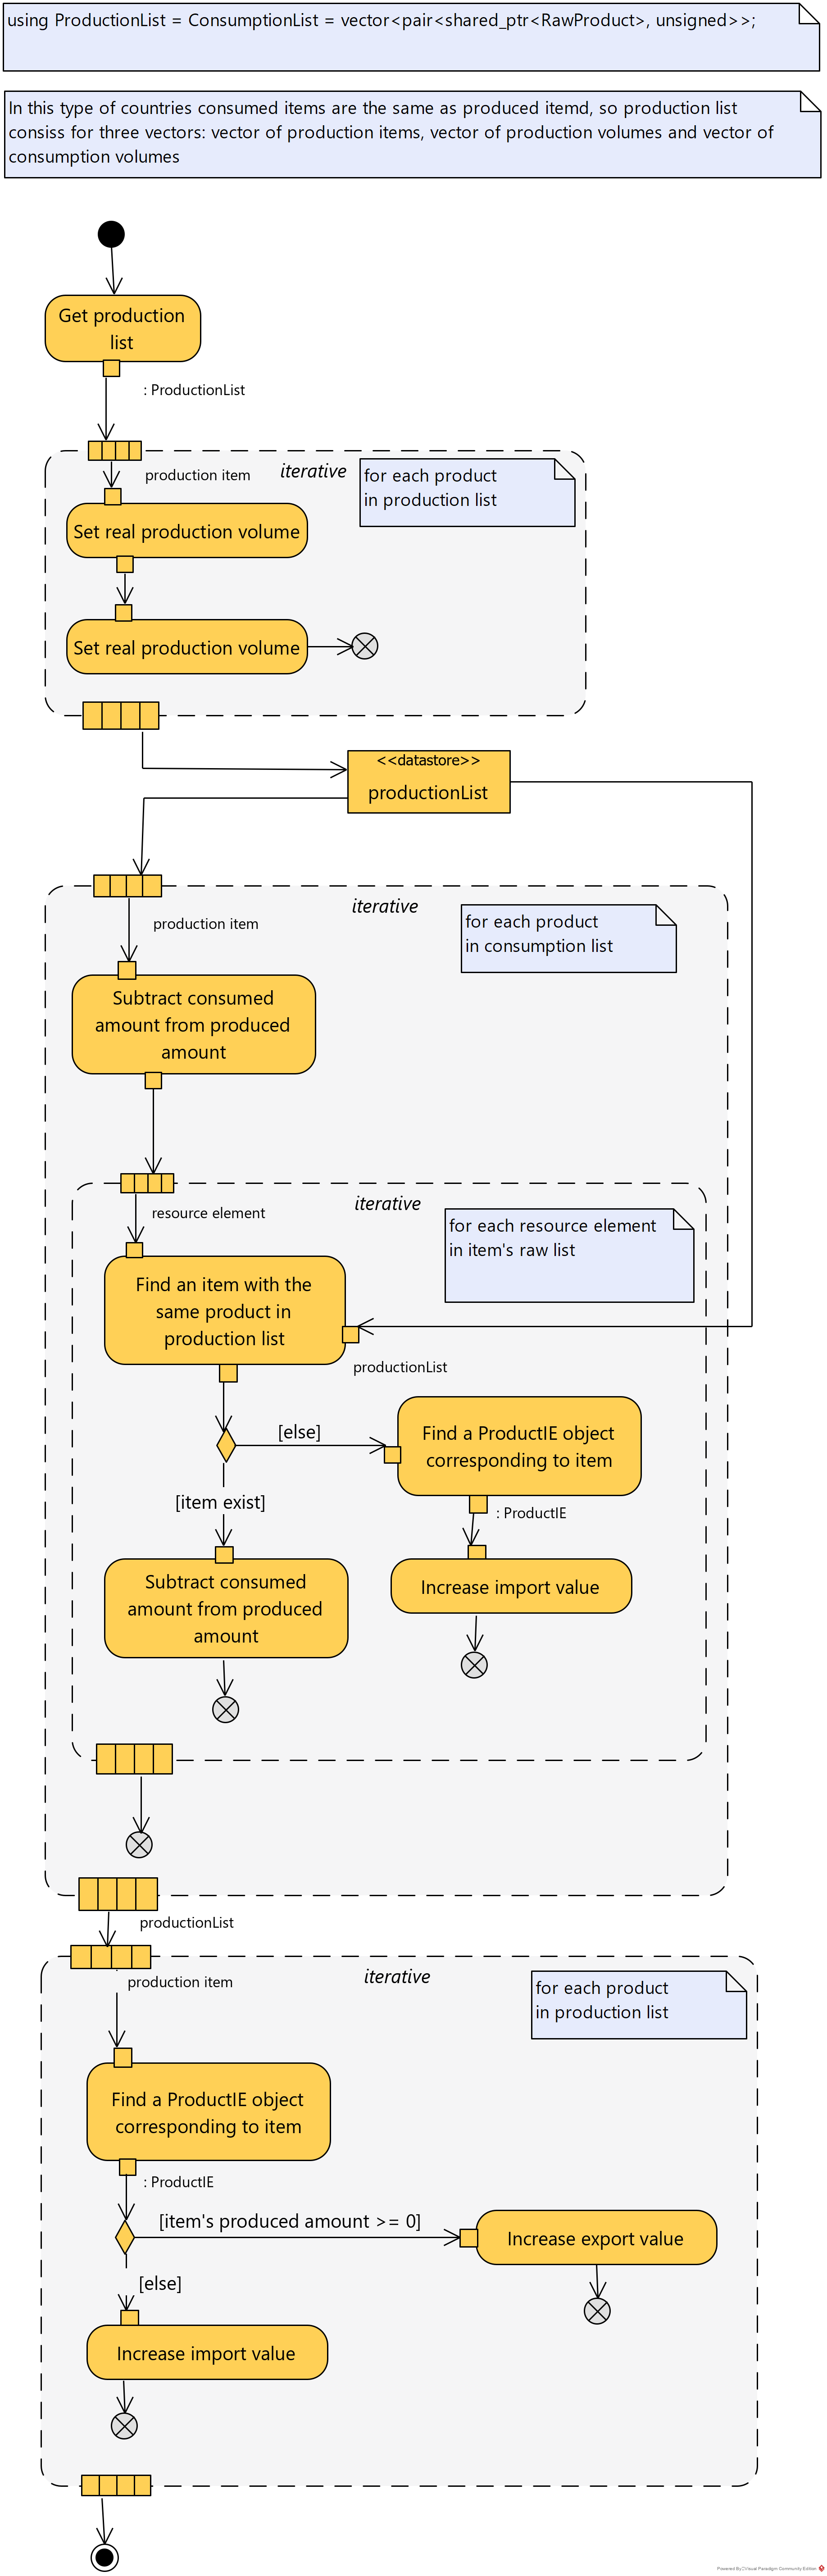 using ProductionList = ConsumptionList = vector<pair<shared_ptr<RawProduct>, unsigned>>;
In this type of countries consumed items are the same as produced itemd, so production list
consiss for three vectors: vector of production items, vector of production volumes and vector of
consumption volumes
Get production
list
: ProductionList
production item
iterative
for each product
in production list
Set real production volume
Set real production volume
<<datastore>>
productionList
iterative
for each product
in consumption list
production item
Subtract consumed
amount from produced
amount
iterative
resource element
for each resource element
in item's raw list
Find an item with the
same product in
production list
productionList
[else]
Find a ProductIE object
corresponding to item
[item exist]
: ProductIE
Subtract consumed
amount from produced
amount
Increase import value
productionList
iterative
production item
for each product
in production list
Find a ProductIE object
corresponding to item
: ProductIE
[item's produced amount >= 0]
Increase export value
[else]
Increase import value
Powered By Visual Paradigm Community Edition